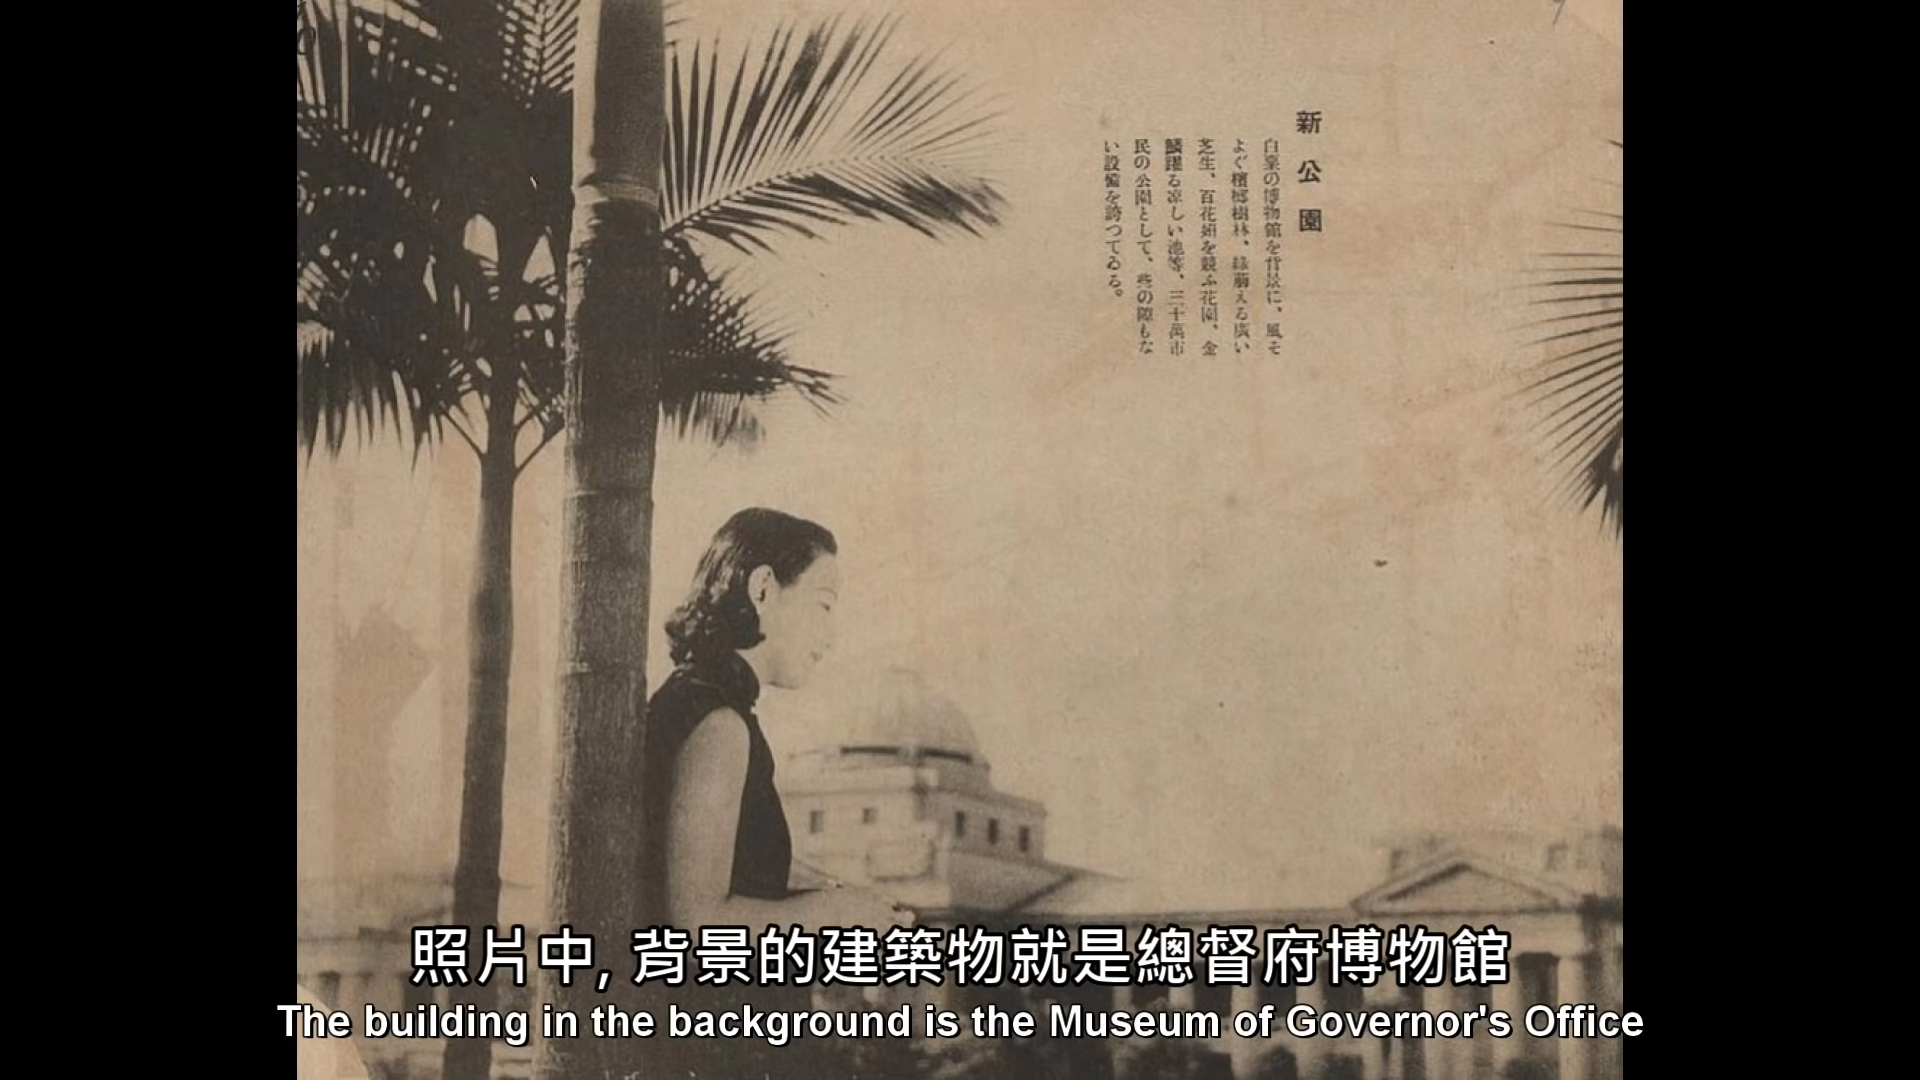 新公園
白堊の博物館を背景に、風そ
よぐ檳榔樹林、綠萠える廣い
芝生、百花姸を競ふ花園、金
鱗躍る凉しい池等、三十萬市
民の公園として、些の隙もな
い設備を誇つてゐる。
照片中, 背景的建築物就是總督府博物館
The building in the background is the Museum of Governor's Office